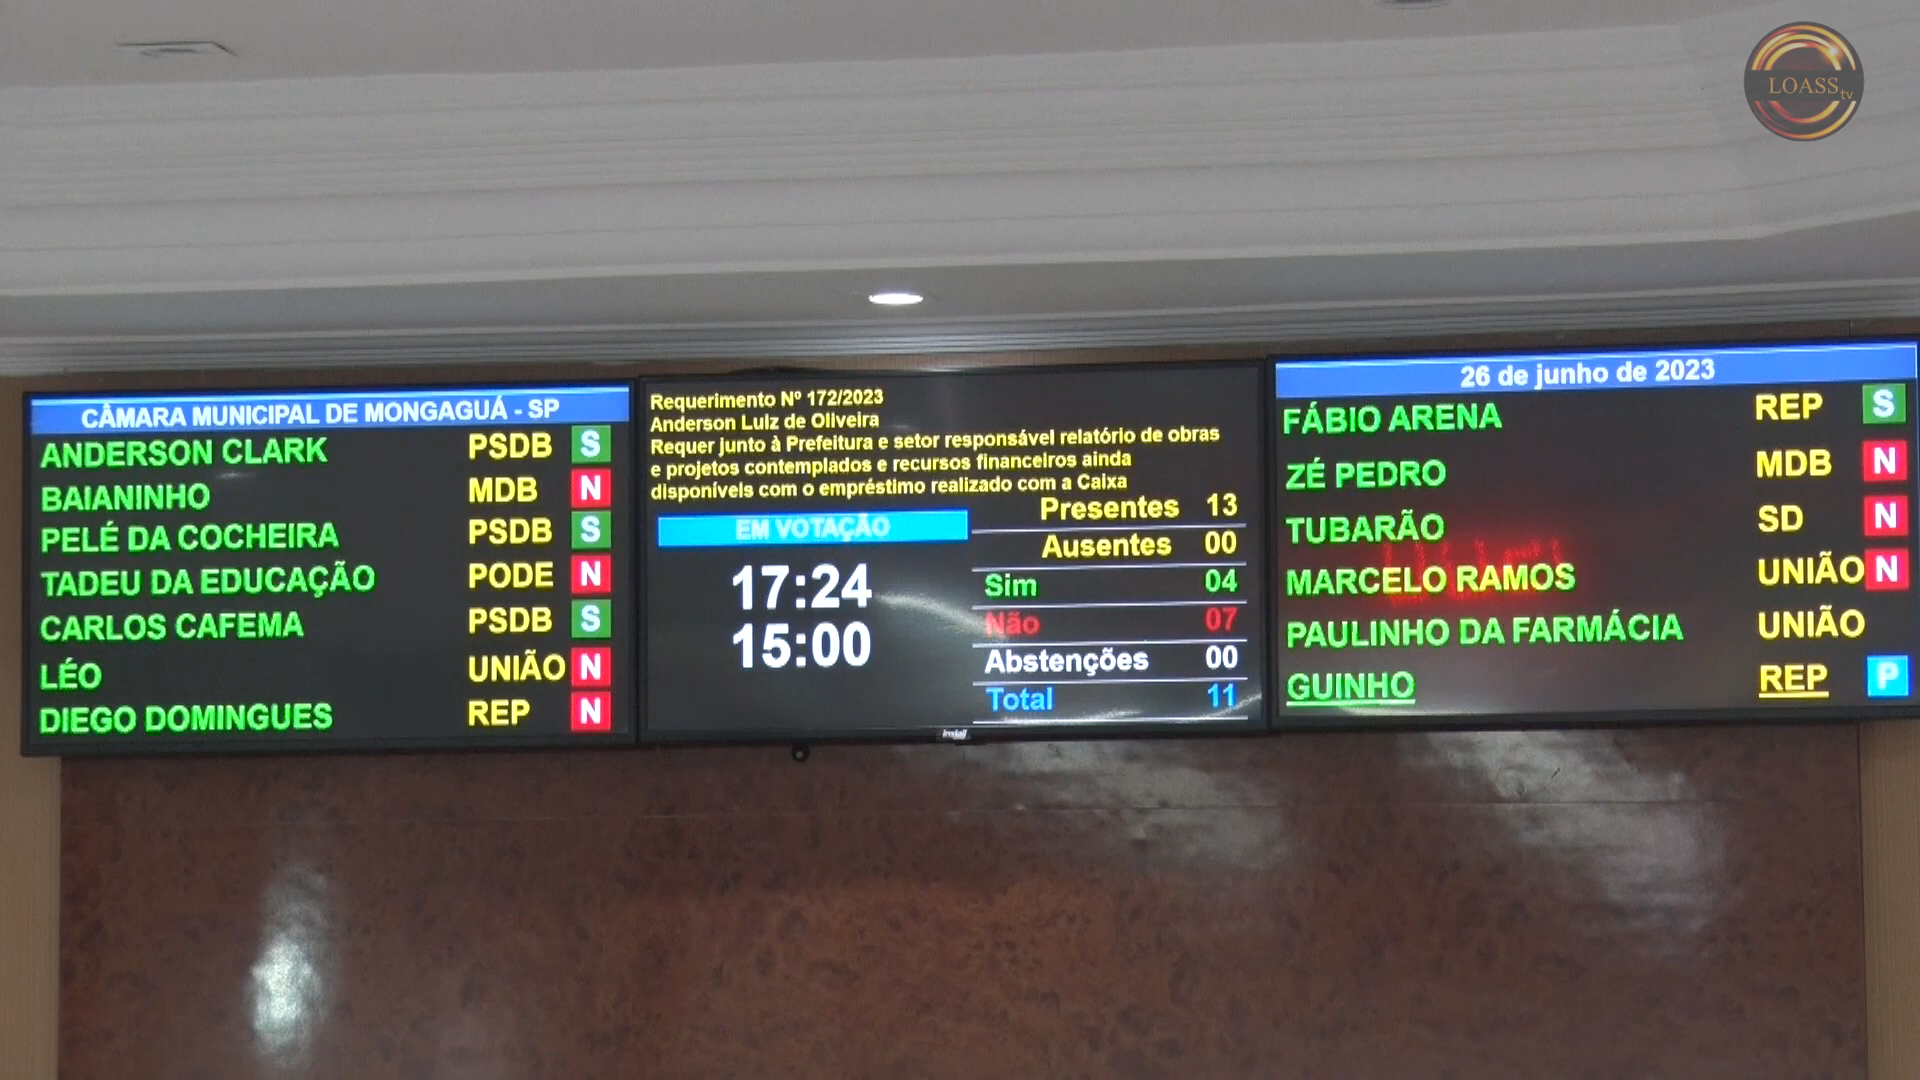 LOASS tv
CÂMARA MUNICIPAL DE MONGAGUÁ - SP
ANDERSON CLARK PSDB S
BAIANINHO MDB N
PELÉ DA COCHEIRA PSDB S
TADEU DA EDUCAÇÃO PODE N
CARLOS CAFEMA PSDB S
LÉO UNIÃO N
DIEGO DOMINGUES REP N
Requerimento Nº 172/2023
Anderson Luiz de Oliveira
Requer junto à Prefeitura e setor responsável relatório de obras
e projetos contemplados e recursos financeiros ainda
disponíveis com o empréstimo realizado com a Caixa
EM VOTAÇÃO
17:24
15:00
Presentes 13
Ausentes 00
Sim 04
Não 07
Abstenções 00
Total 11
26 de junho de 2023
FÁBIO ARENA REP S
ZÉ PEDRO MDB N
TUBARÃO SD N
MARCELO RAMOS UNIÃO N
PAULINHO DA FARMÁCIA UNIÃO
GUINHO REP P